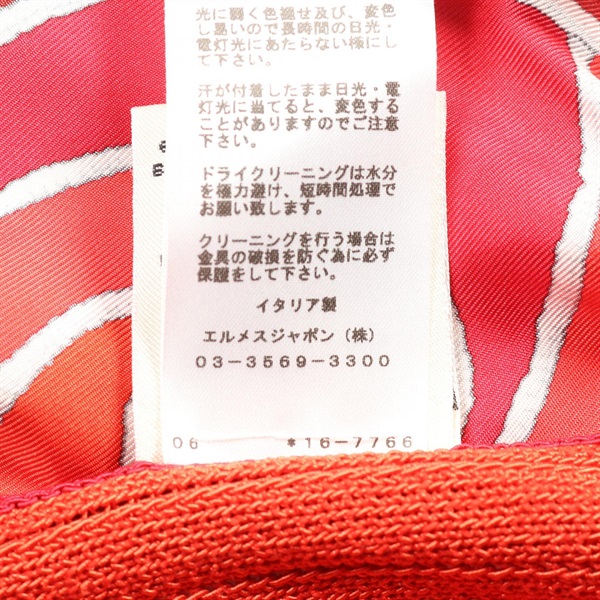 光に弱く色褪せ及び、変色
し易いので長時間の日光・
電灯光にあたらない様にし
て下さい。
汗が付着したまま日光・電
灯光に当てると、変色する
ことがありますのでご注意
下さい。
ドライクリーニングは水分
を極力避け、短時間処理で
お願い致します。
クリーニングを行う場合は
金具の破損を防ぐ為に必ず
保護をして下さい。
イタリア製
エルメスジャポン（株）
03-3569-3300
06 *16-7766